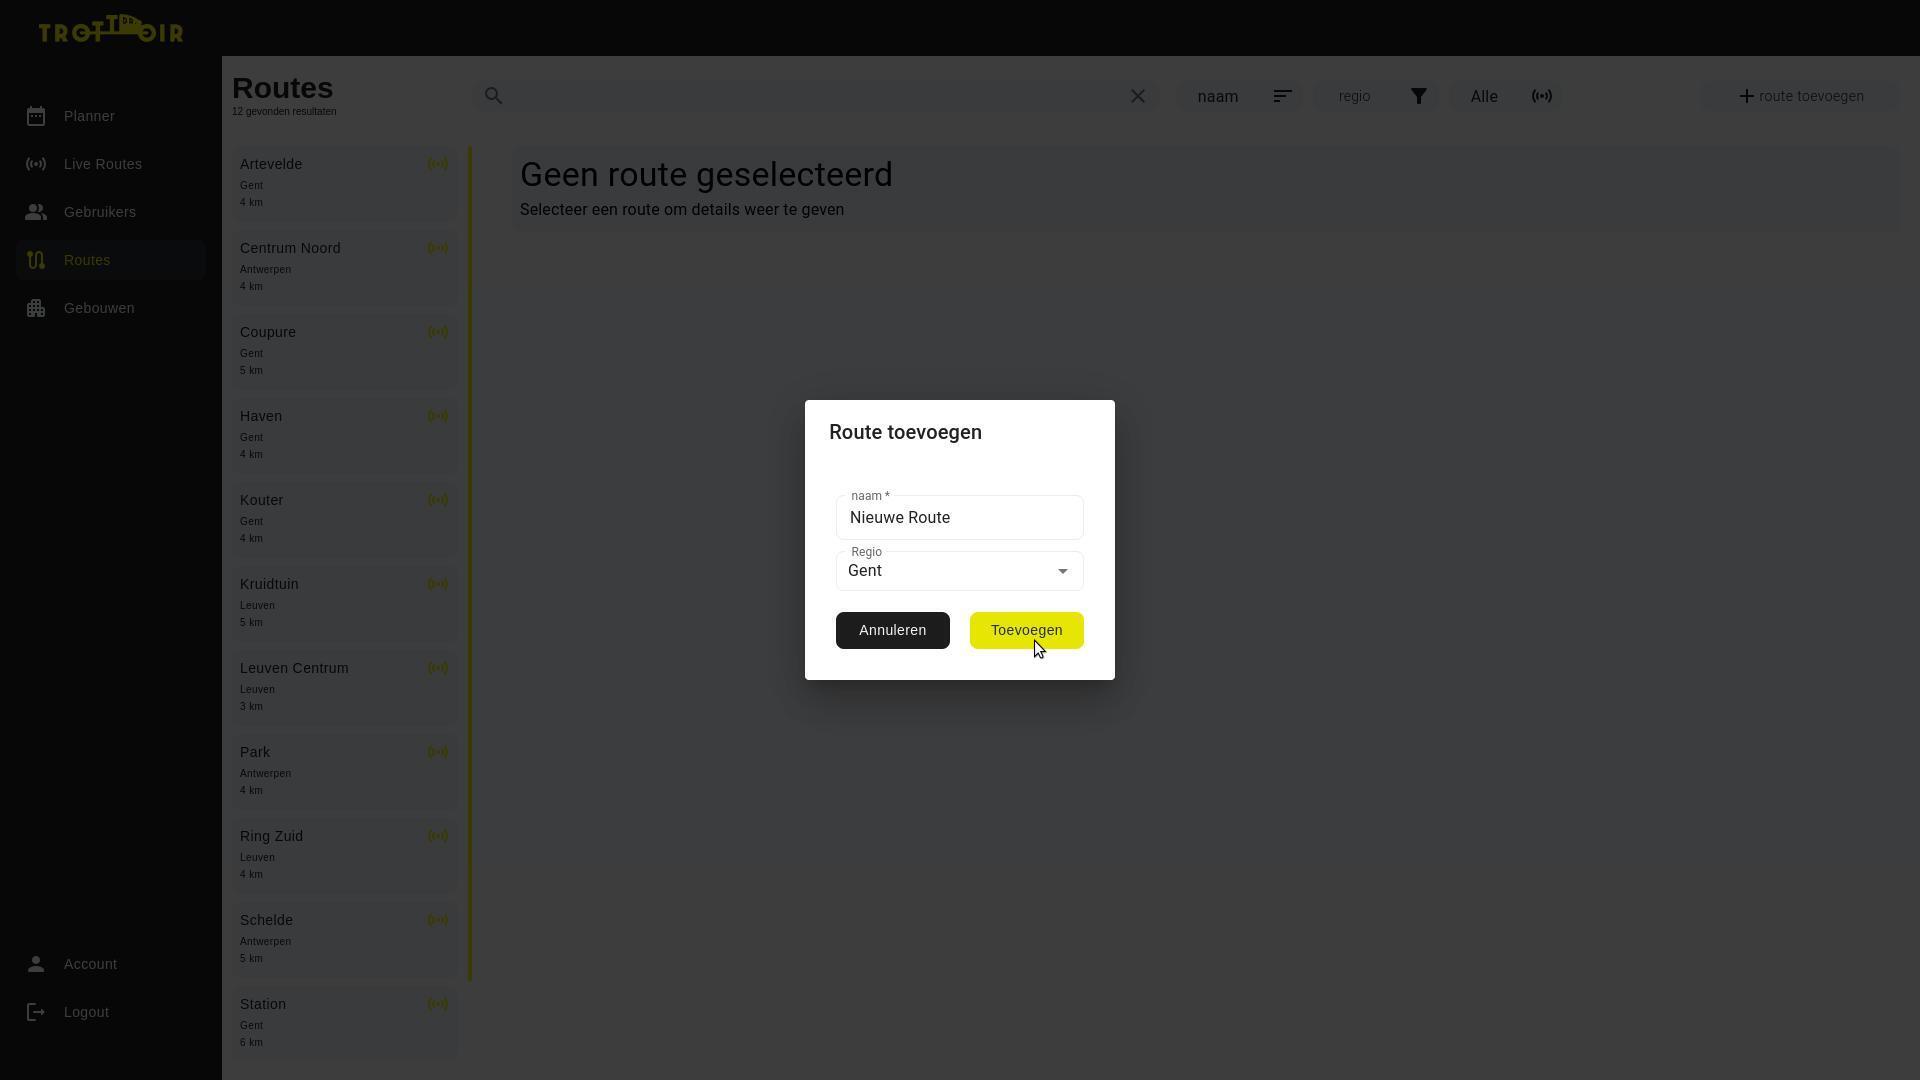 TROTTOIR
Planner
Live Routes
Gebruikers
Routes
Gebouwen
Account
Logout
Routes
12 gevonden resultaten
naam
regio
Alle
route toevoegen
Artevelde
Gent
4 km
Centrum Noord
Antwerpen
4 km
Coupure
Gent
5 km
Haven
Gent
4 km
Kouter
Gent
4 km
Kruidtuin
Leuven
5 km
Leuven Centrum
Leuven
3 km
Park
Antwerpen
4 km
Ring Zuid
Leuven
4 km
Schelde
Antwerpen
5 km
Station
Gent
6 km
Geen route geselecteerd
Selecteer een route om details weer te geven
Route toevoegen
naam *
Nieuwe Route
Regio
Gent
Annuleren
Toevoegen